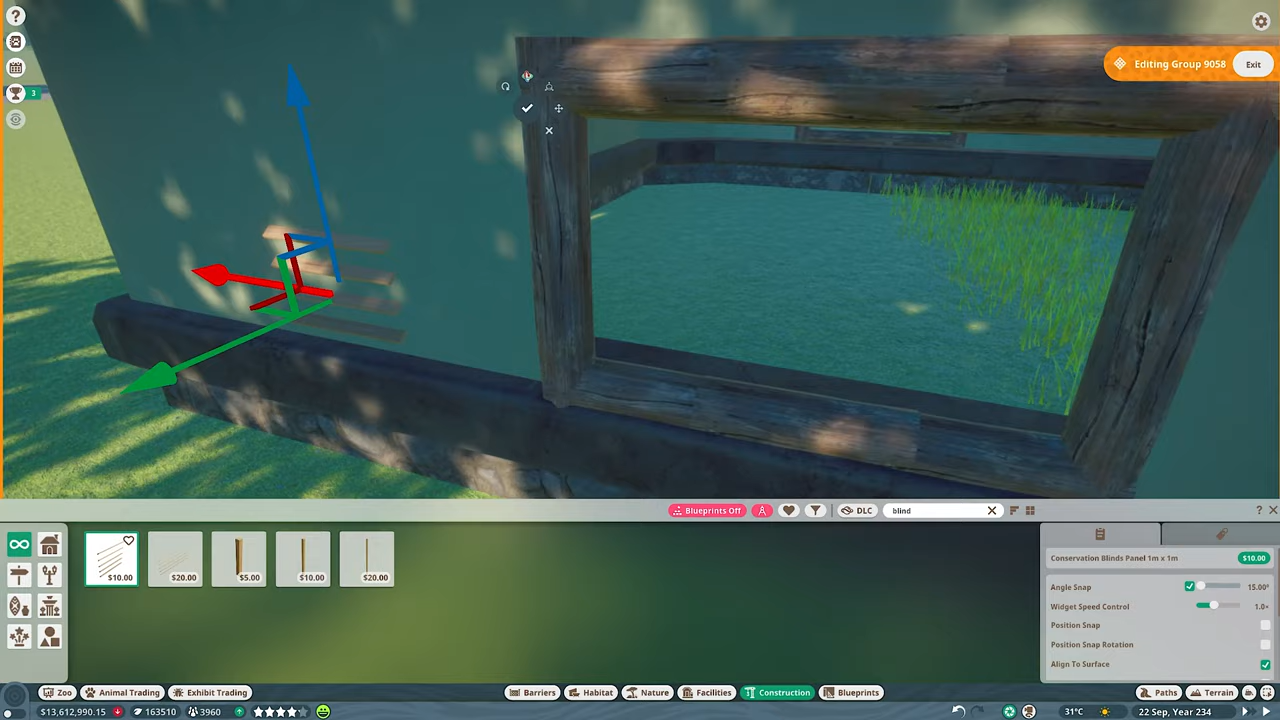 ?
3
Editing Group 9058
Exit
Blueprints Off
DLC
blind
?
$10.00
$20.00
$5.00
$10.00
$20.00
Conservation Blinds Panel 1m x 1m
$10.00
Angle Snap
15.00°
Widget Speed Control
1.0×
Position Snap
Position Snap Rotation
Align To Surface
Zoo
Animal Trading
Exhibit Trading
Barriers
Habitat
Nature
Facilities
Construction
Blueprints
Paths
Terrain
$13,612,990.15
163510
3960
31°C
22 Sep, Year 234